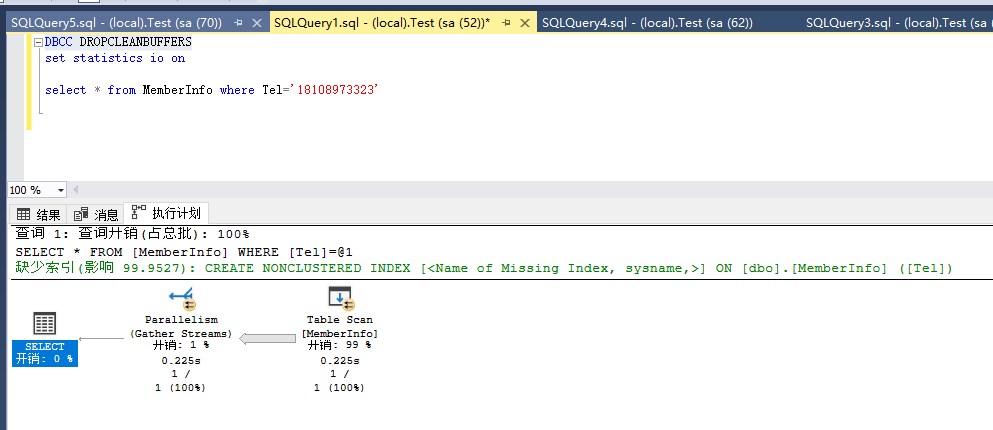 SQLQuery5.sql - (local).Test (sa (70)) SQLQuery1.sql - (local).Test (sa (52))* SQLQuery4.sql - (local).Test (sa (62)) SQLQuery3.sql - (local).Test (sa (
DBCC DROPCLEANBUFFERS
set statistics io on
select * from MemberInfo where Tel='18108973323'
100 %
结果 消息 执行计划
查询 1: 查询开销(占总批): 100%
SELECT * FROM [MemberInfo] WHERE [Tel]=@1
缺少索引(影响 99.9527): CREATE NONCLUSTERED INDEX [<Name of Missing Index, sysname,>] ON [dbo].[MemberInfo] ([Tel])
SELECT
开销: 0 %
Parallelism
(Gather Streams)
开销: 1 %
0.225s
1 /
1 (100%)
Table Scan
[MemberInfo]
开销: 99 %
0.225s
1 /
1 (100%)